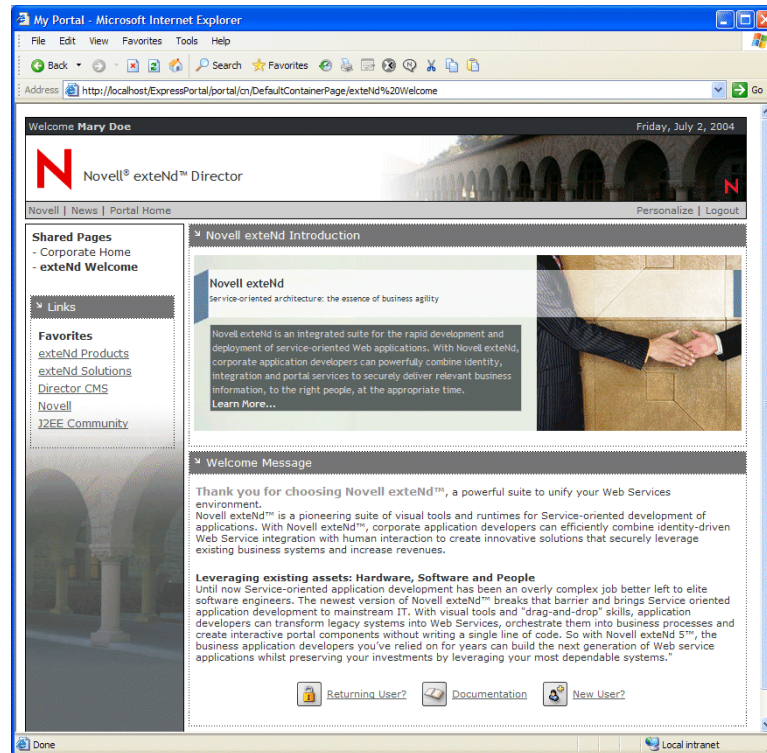 My Portal - Microsoft Internet Explorer
File Edit View Favorites Tools Help
Back Search Favorites
Address http://localhost/ExpressPortal/portal/cn/DefaultContainerPage/exteNd%20Welcome Go
Welcome Mary Doe Friday, July 2, 2004
N Novell® exteNd™ Director
N
Novell | News | Portal Home Personalize | Logout
Shared Pages
- Corporate Home
- exteNd Welcome
Links
Favorites
exteNd Products
exteNd Solutions
Director CMS
Novell
J2EE Community
Novell exteNd Introduction
Novell exteNd
Service-oriented architecture: the essence of business agility
Novell exteNd is an integrated suite for the rapid development and
deployment of service-oriented Web applications. With Novell exteNd,
corporate application developers can powerfully combine identity,
integration and portal services to securely deliver relevant business
information, to the right people, at the appropriate time.
Learn More...
Welcome Message
Thank you for choosing Novell exteNd™, a powerful suite to unify your Web Services
environment.
Novell exteNd™ is a pioneering suite of visual tools and runtimes for Service-oriented development of
applications. With Novell exteNd™, corporate application developers can efficiently combine identity-driven
Web Service integration with human interaction to create innovative solutions that securely leverage
existing business systems and increase revenues.
Leveraging existing assets: Hardware, Software and People
Until now Service-oriented application development has been an overly complex job better left to elite
software engineers. The newest version of Novell exteNd™ breaks that barrier and brings Service oriented
application development to mainstream IT. With visual tools and "drag-and-drop" skills, application
developers can transform legacy systems into Web Services, orchestrate them into business processes and
create interactive portal components without writing a single line of code. So with Novell exteNd 5™, the
business application developers you've relied on for years can build the next generation of Web service
applications whilst preserving your investments by leveraging your most dependable systems."
Returning User? Documentation New User?
Done Local intranet